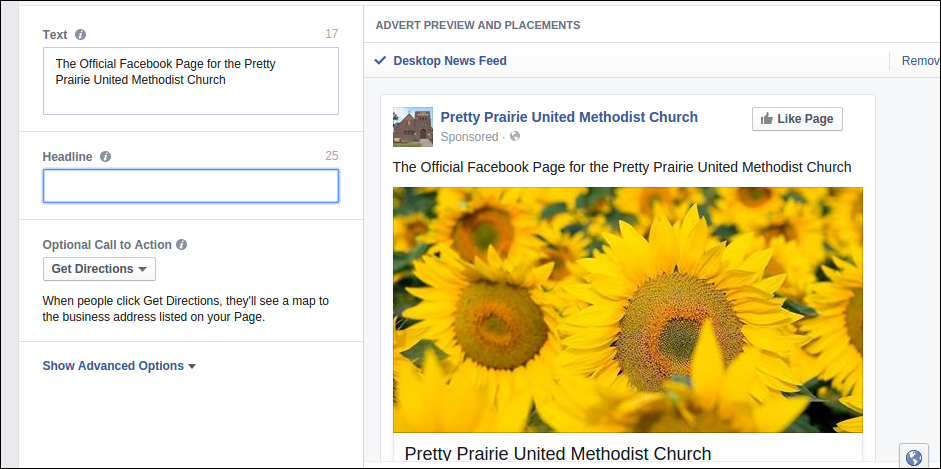 Text 17
The Official Facebook Page for the Pretty
Prairie United Methodist Church
Headline 25
Optional Call to Action
Get Directions
When people click Get Directions, they'll see a map to
the business address listed on your Page.
Show Advanced Options
ADVERT PREVIEW AND PLACEMENTS
Desktop News Feed
Remov
Pretty Prairie United Methodist Church
Like Page
Sponsored ·
The Official Facebook Page for the Pretty Prairie United Methodist Church
Pretty Prairie United Methodist Church